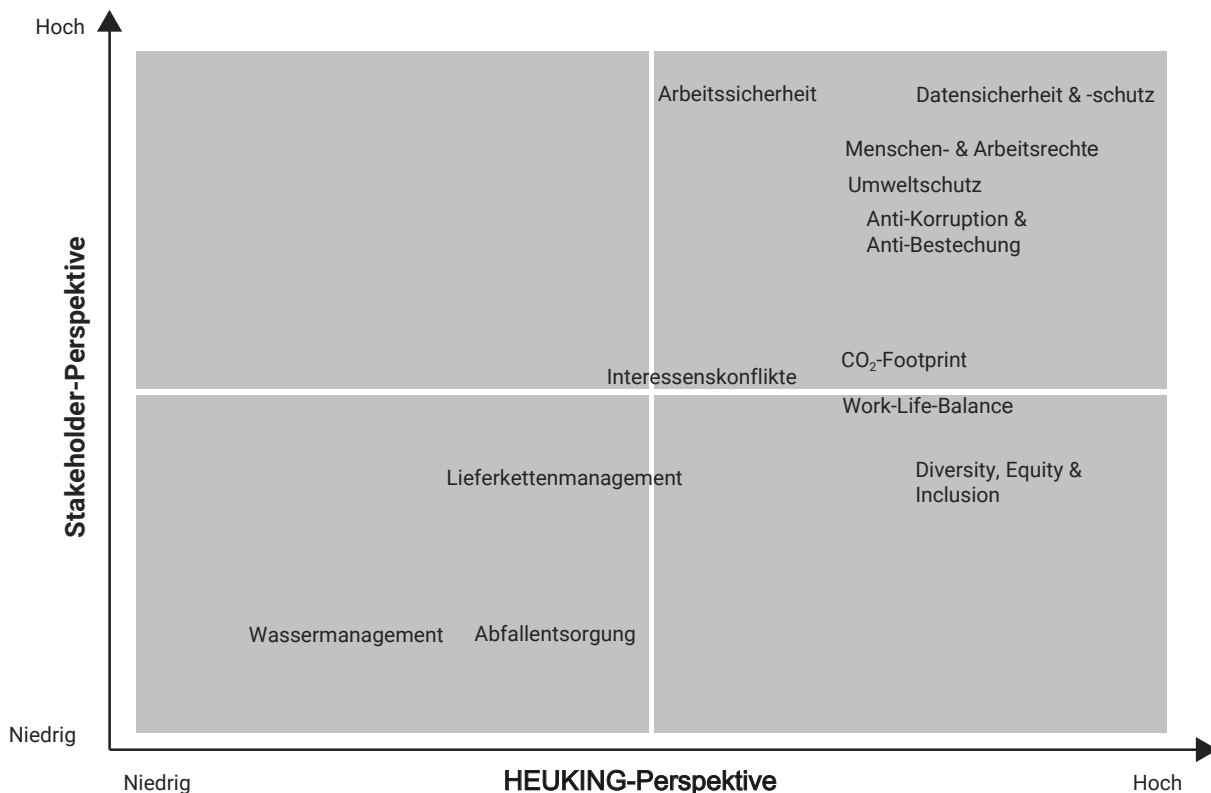 Hoch
Arbeitssicherheit
Datensicherheit & -schutz
Menschen- & Arbeitsrechte
Umweltschutz
Anti-Korruption &
Anti-Bestechung
Stakeholder-Perspektive
CO₂-Footprint
Interessenskonflikte
Work-Life-Balance
Lieferkettenmanagement
Diversity, Equity &
Inclusion
Wassermanagement
Abfallentsorgung
Niedrig
Niedrig
HEUKING-Perspektive
Hoch